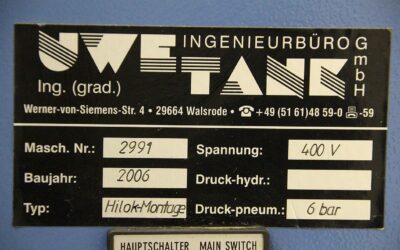 UWE TANK INGENIEURBÜRO GmbH
Ing. (grad.)
Werner-von-Siemens-Str. 4 • 29664 Walsrode • ☎ +49 (51 61) 48 59-0 📠 -59
Masch. Nr.: 2991 Spannung: 400 V
Baujahr: 2006 Druck-hydr.:
Typ: Hilok-Montage Druck-pneum.: 6 bar
HAUPTSCHALTER MAIN SWITCH